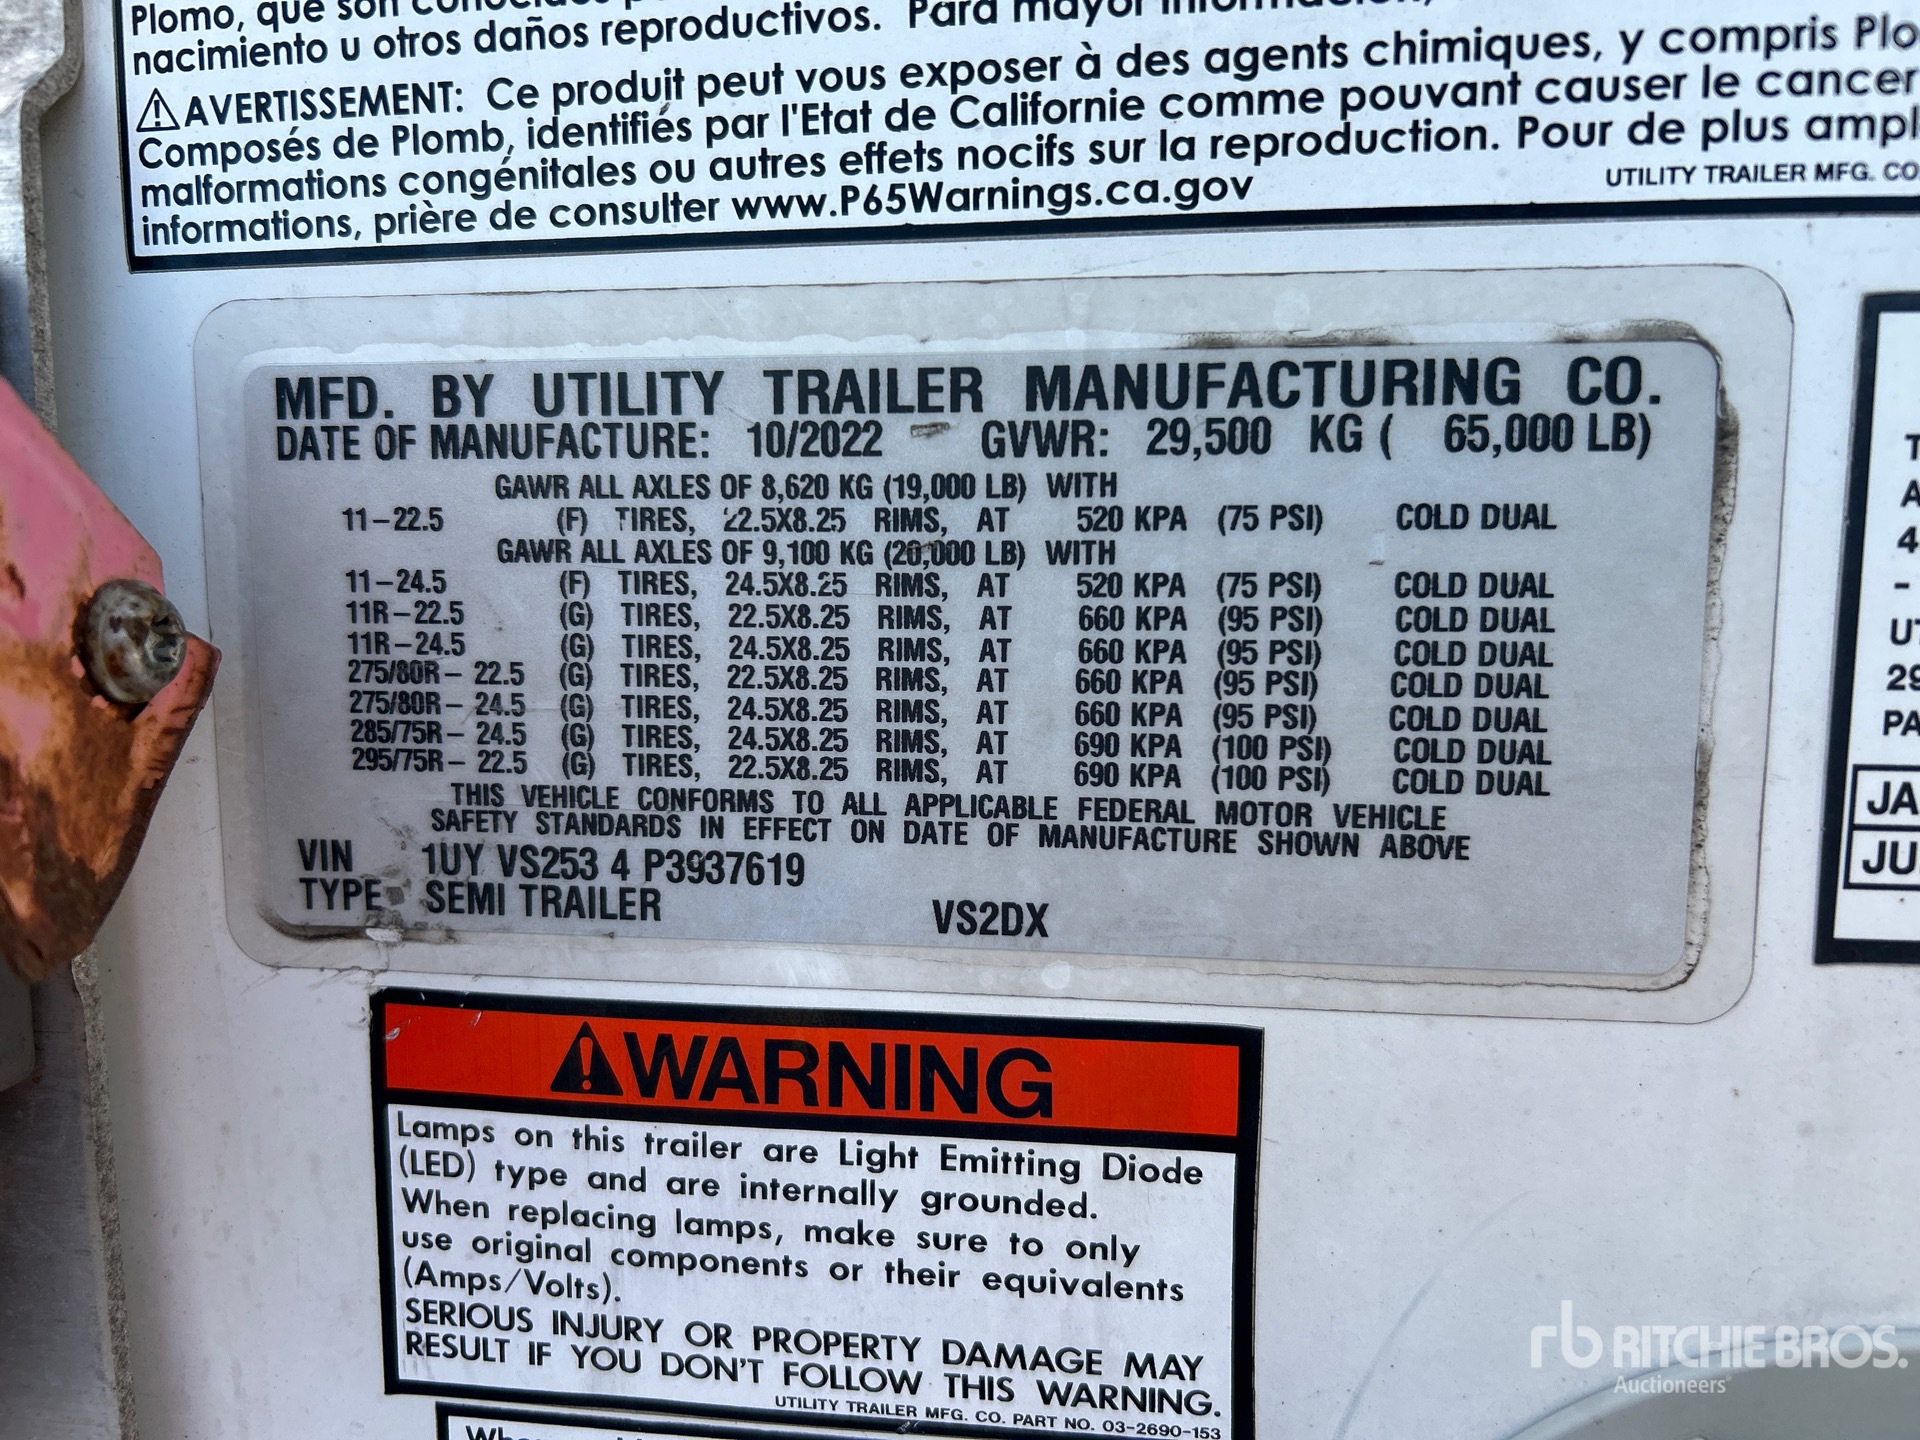 Plomo, que son
nacimiento u otros daños reproductivos. Para mayor información,
⚠AVERTISSEMENT: Ce produit peut vous exposer à des agents chimiques, y compris Plo
Composés de Plomb, identifiés par l'Etat de Californie comme pouvant causer le cancer
malformations congénitales ou autres effets nocifs sur la reproduction. Pour de plus ampl
informations, prière de consulter www.P65Warnings.ca.gov
UTILITY TRAILER MFG. CO
MFD. BY UTILITY TRAILER MANUFACTURING CO.
DATE OF MANUFACTURE: 10/2022 GVWR: 29,500 KG ( 65,000 LB)
GAWR ALL AXLES OF 8,620 KG (19,000 LB) WITH
11-22.5 (F) TIRES, 22.5X8.25 RIMS, AT 520 KPA (75 PSI) COLD DUAL
GAWR ALL AXLES OF 9,100 KG (20,000 LB) WITH
11-24.5 (F) TIRES, 24.5X8.25 RIMS, AT 520 KPA (75 PSI) COLD DUAL
11R-22.5 (G) TIRES, 22.5X8.25 RIMS, AT 660 KPA (95 PSI) COLD DUAL
11R-24.5 (G) TIRES, 24.5X8.25 RIMS, AT 660 KPA (95 PSI) COLD DUAL
275/80R- 22.5 (G) TIRES, 22.5X8.25 RIMS, AT 660 KPA (95 PSI) COLD DUAL
275/80R- 24.5 (G) TIRES, 24.5X8.25 RIMS, AT 660 KPA (95 PSI) COLD DUAL
285/75R- 24.5 (G) TIRES, 24.5X8.25 RIMS, AT 690 KPA (100 PSI) COLD DUAL
295/75R- 22.5 (G) TIRES, 22.5X8.25 RIMS, AT 690 KPA (100 PSI) COLD DUAL
THIS VEHICLE CONFORMS TO ALL APPLICABLE FEDERAL MOTOR VEHICLE
SAFETY STANDARDS IN EFFECT ON DATE OF MANUFACTURE SHOWN ABOVE
VIN 1UY VS253 4 P3937619
TYPE SEMI TRAILER VS2DX
T
A
4
-
UT
29
PA
JA
JU
⚠WARNING
Lamps on this trailer are Light Emitting Diode
(LED) type and are internally grounded.
When replacing lamps, make sure to only
use original components or their equivalents
(Amps/Volts).
SERIOUS INJURY OR PROPERTY DAMAGE MAY
RESULT IF YOU DON'T FOLLOW THIS WARNING.
UTILITY TRAILER MFG. CO. PART NO. 03-2690-153
rb RITCHIE BROS.
Auctioneers